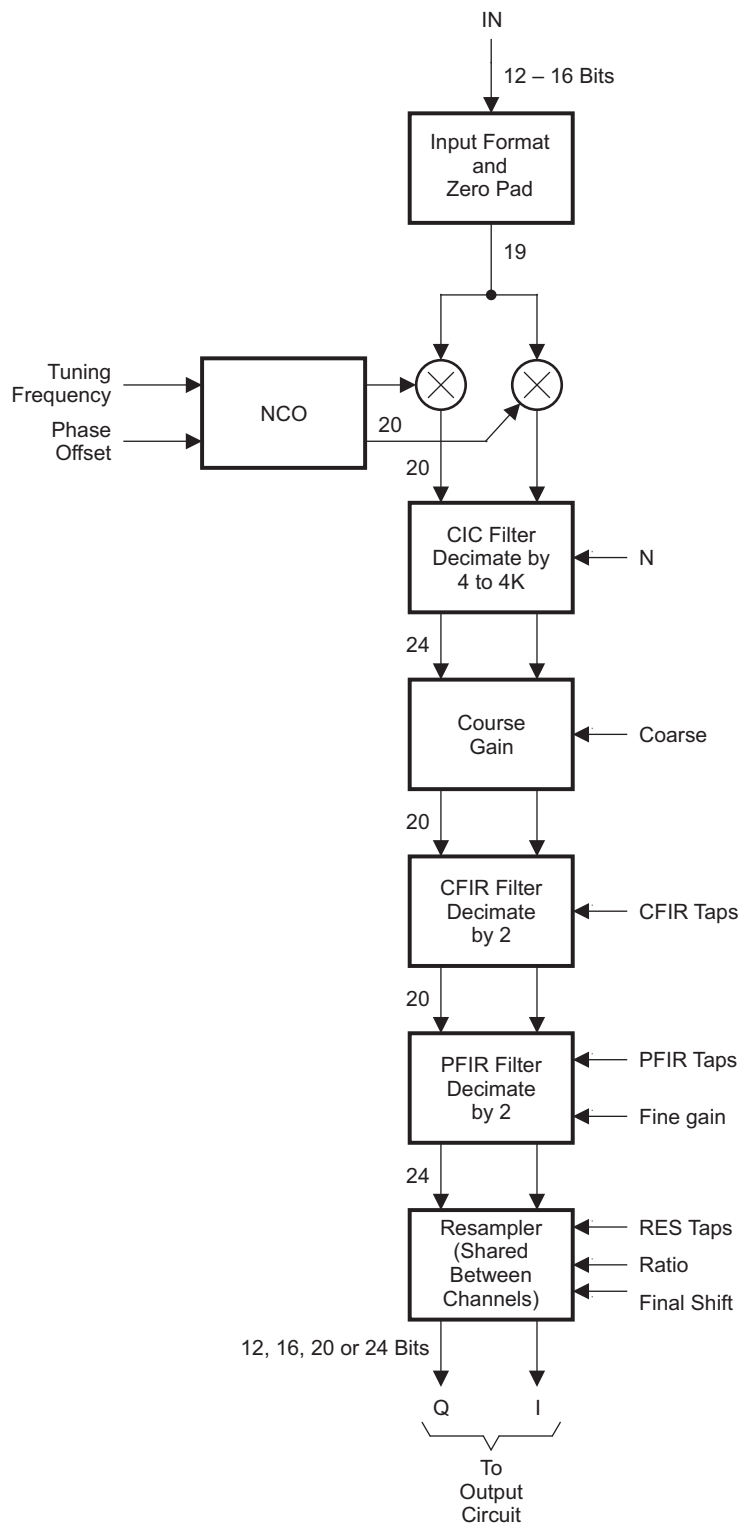 IN
12 – 16 Bits
Input Format
and
Zero Pad
19
Tuning
Frequency
Phase
Offset
NCO
20
20
CIC Filter
Decimate by
4 to 4K
N
24
Course
Gain
Coarse
20
CFIR Filter
Decimate
by 2
CFIR Taps
20
PFIR Filter
Decimate
by 2
PFIR Taps
Fine gain
24
Resampler
(Shared
Between
Channels)
RES Taps
Ratio
Final Shift
12, 16, 20 or 24 Bits
Q
I
To
Output
Circuit